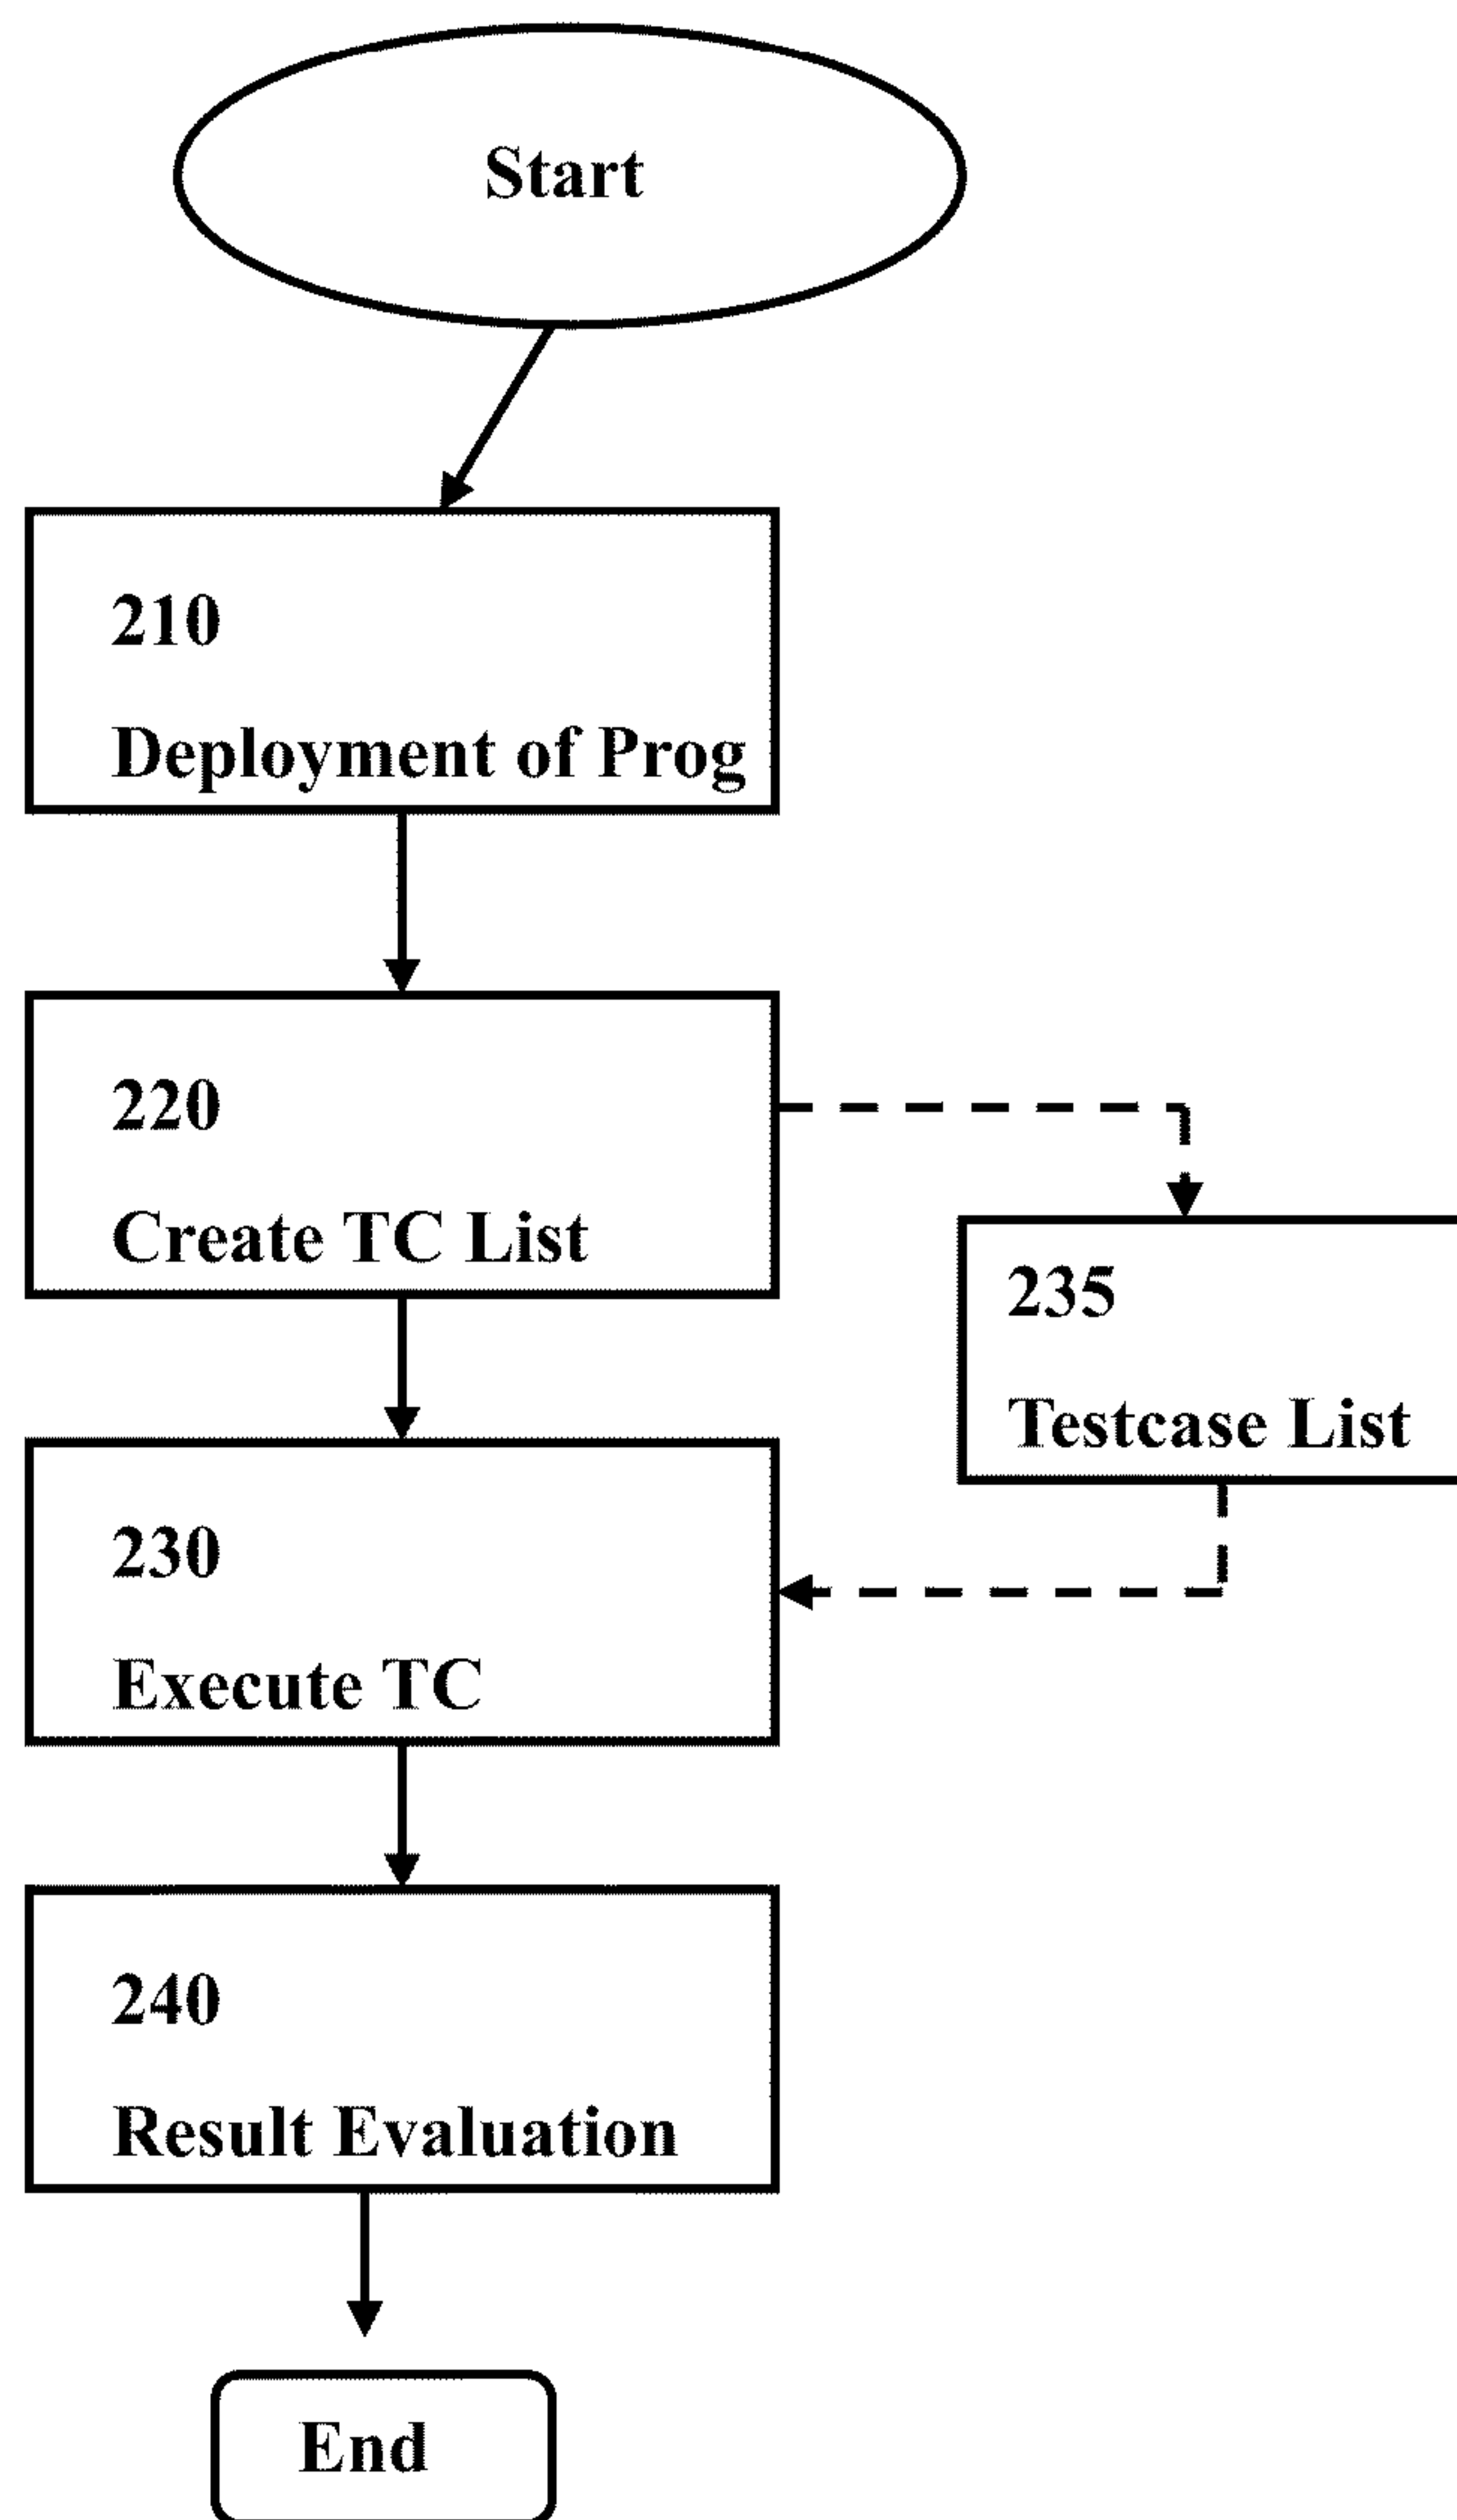 Start
210
Deployment of Prog
220
Create TC List
235
Testcase List
230
Execute TC
240
Result Evaluation
End